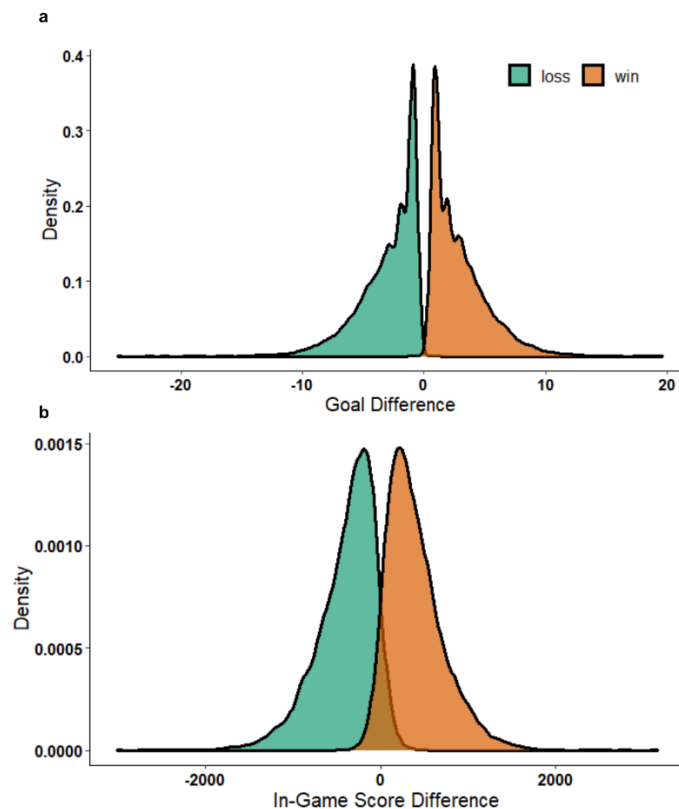 a
0.4
loss win
0.3
Density
0.2
0.1
0.0
-20 -10 0 10 20
Goal Difference
b
0.0015
0.0010
Density
0.0005
0.0000
-2000 0 2000
In-Game Score Difference